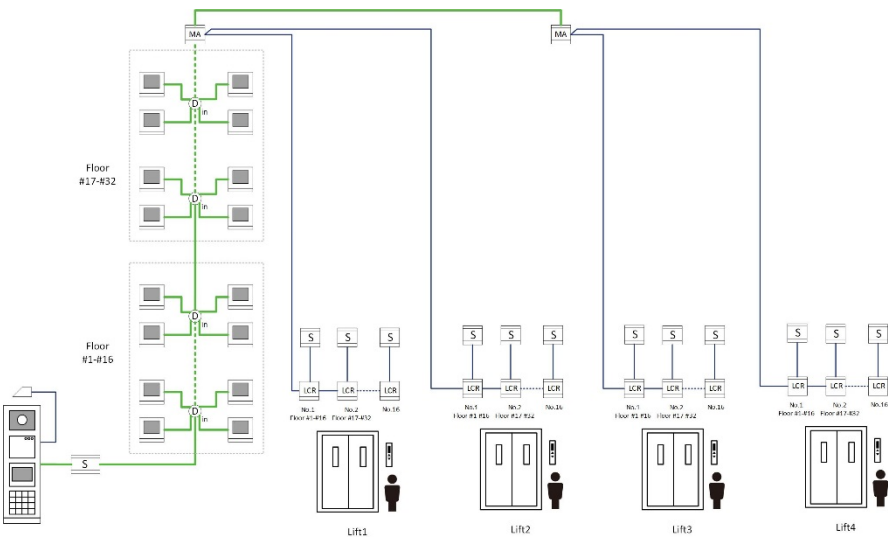 MA
MA
D
in
Floor
#17-#32
D
in
D
in
Floor
#1-#16
D
in
S
S S S
LCR LCR LCR
No.1 No.2 No.16
Floor #1-#16 Floor #17-#32
Lift1
S S S
LCR LCR LCR
No.1 No.2 No.16
Floor #1-#16 Floor #17-#32
Lift2
S S S
LCR LCR LCR
No.1 No.2 No.16
Floor #1-#16 Floor #17-#32
Lift3
S S S
LCR LCR LCR
No.1 No.2 No.16
Floor #1-#16 Floor #17-#32
Lift4